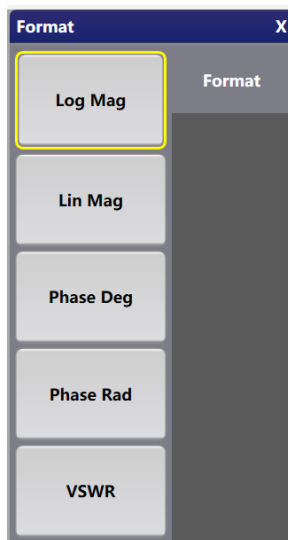 Format X
Log Mag
Format
Lin Mag
Phase Deg
Phase Rad
VSWR